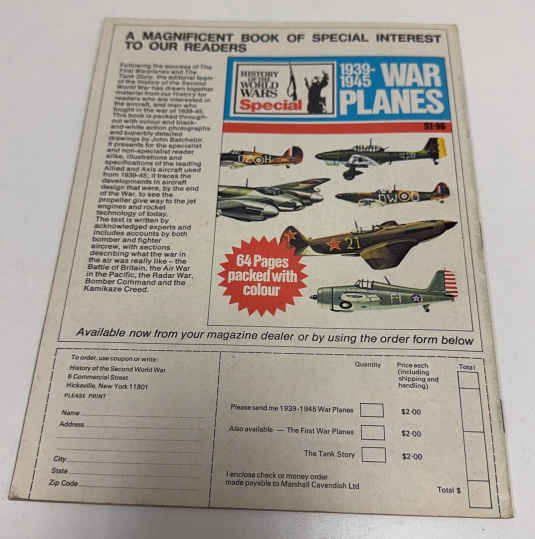 A MAGNIFICENT BOOK OF SPECIAL INTEREST
TO OUR READERS
Following the success of The
First Warplanes and The
Tank Story, the editorial team
of the History of the Second
World War has drawn together
material from our History for
readers who are interested in
the aircraft, and men who
fought in the war of 1939-45.
This book is packed through-
out with colour and black-
and-white action photographs
and superbly detailed
drawings by John Batchelor.
It presents for the specialist
and non-specialist reader
alike, illustrations and
specifications of the leading
Allied and Axis aircraft used
from 1939-45; it traces the
developments in aircraft
design that were, by the end
of the War, to see the
propeller give way to the jet
engines and rocket
technology of today.
The text is written by
acknowledged experts and
includes accounts by both
bomber and fighter
aircrew, with sections
describing what the war in
the air was really like – the
Battle of Britain, the Air War
in the Pacific, the Radar War,
Bomber Command and the
Kamikaze Creed.
HISTORY
OF THE
WORLD
WARS
Special
1939-
1945
WAR
PLANES
$1·95
21
F-1
64 Pages
packed with
colour
Available now from your magazine dealer or by using the order form below
To order, use coupon or write:
History of the Second World War
6 Commercial Street
Hicksville, New York 11801
PLEASE PRINT
Name
Address
City
State
Zip Code
Quantity
Price each
(including
shipping and
handling)
Total
Please send me 1939-1945 War Planes
$2·00
Also available: — The First War Planes
$2·00
The Tank Story
$2·00
I enclose check or money order
made payable to Marshall Cavendish Ltd
Total $